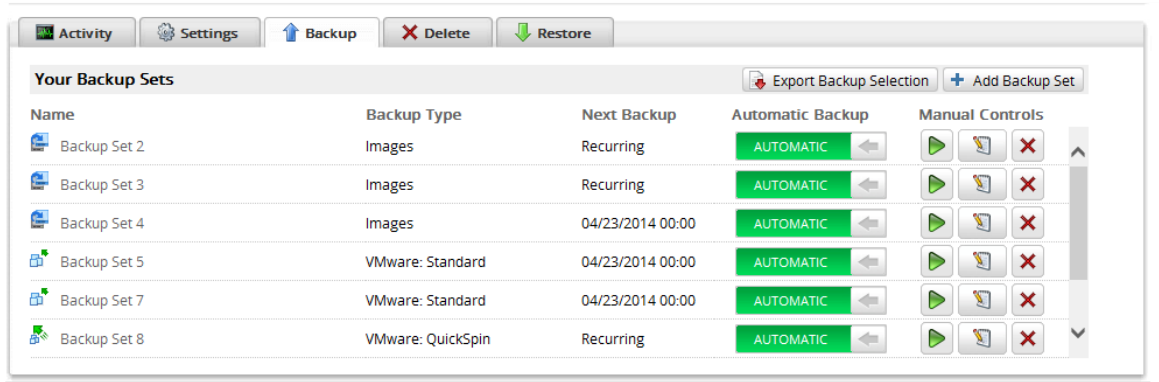 Activity Settings Backup Delete Restore
Your Backup Sets Export Backup Selection Add Backup Set
Name Backup Type Next Backup Automatic Backup Manual Controls
Backup Set 2 Images Recurring AUTOMATIC
Backup Set 3 Images Recurring AUTOMATIC
Backup Set 4 Images 04/23/2014 00:00 AUTOMATIC
Backup Set 5 VMware: Standard 04/23/2014 00:00 AUTOMATIC
Backup Set 7 VMware: Standard 04/23/2014 00:00 AUTOMATIC
Backup Set 8 VMware: QuickSpin Recurring AUTOMATIC